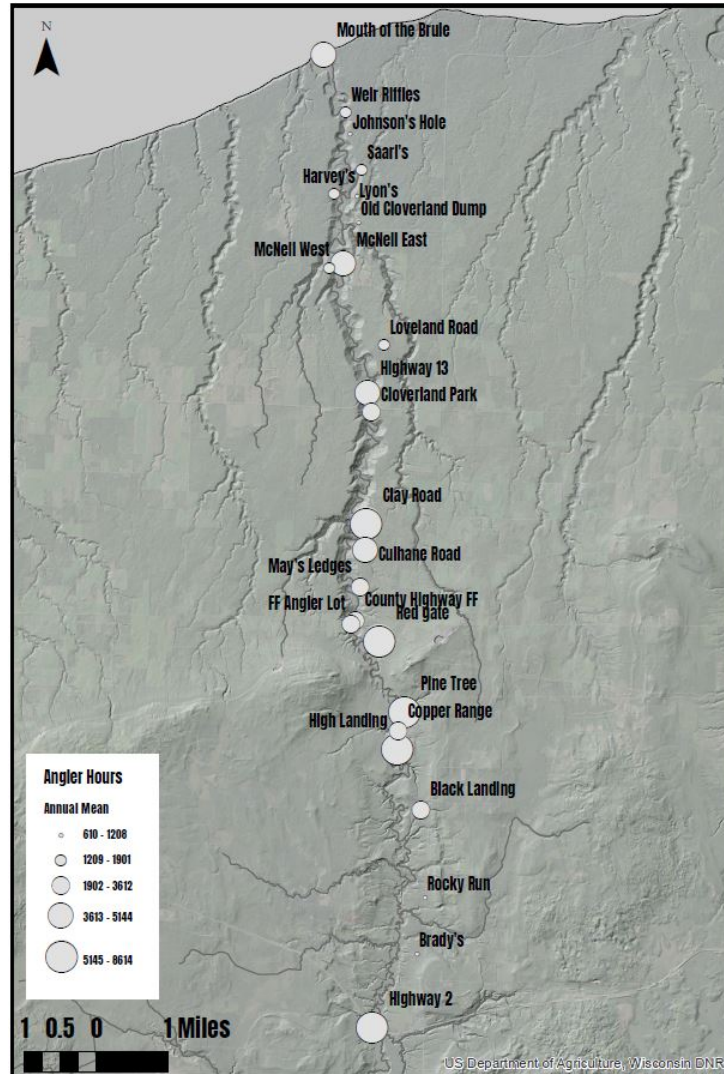 N
Mouth of the Brule
Weir Riffles
Johnson's Hole
Saari's
Harvey's
Lyon's
Old Cloverland Dump
McNeil West
McNeil East
Loveland Road
Highway 13
Cloverland Park
Clay Road
Culhane Road
May's Ledges
FF Angler Lot
County Highway FF
Red gate
Pine Tree
Copper Range
High Landing
Black Landing
Rocky Run
Brady's
Highway 2
Angler Hours
Annual Mean
610 - 1208
1209 - 1901
1902 - 3612
3613 - 5144
5145 - 8614
1 0.5 0 1 Miles
US Department of Agriculture, Wisconsin DNR